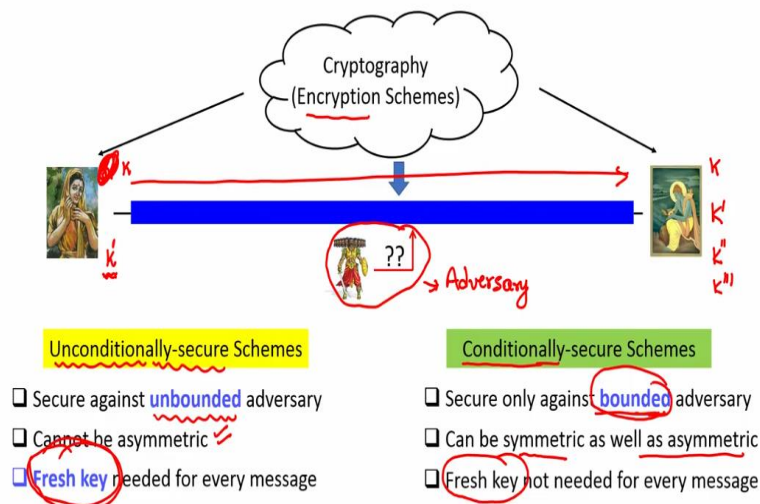 Cryptography
(Encryption Schemes)
K
K
K'
K'
K''
K'''
??
Adversary
Unconditionally-secure Schemes
Secure against unbounded adversary
Cannot be asymmetric
Fresh key needed for every message
Conditionally-secure Schemes
Secure only against bounded adversary
Can be symmetric as well as asymmetric
Fresh key not needed for every message